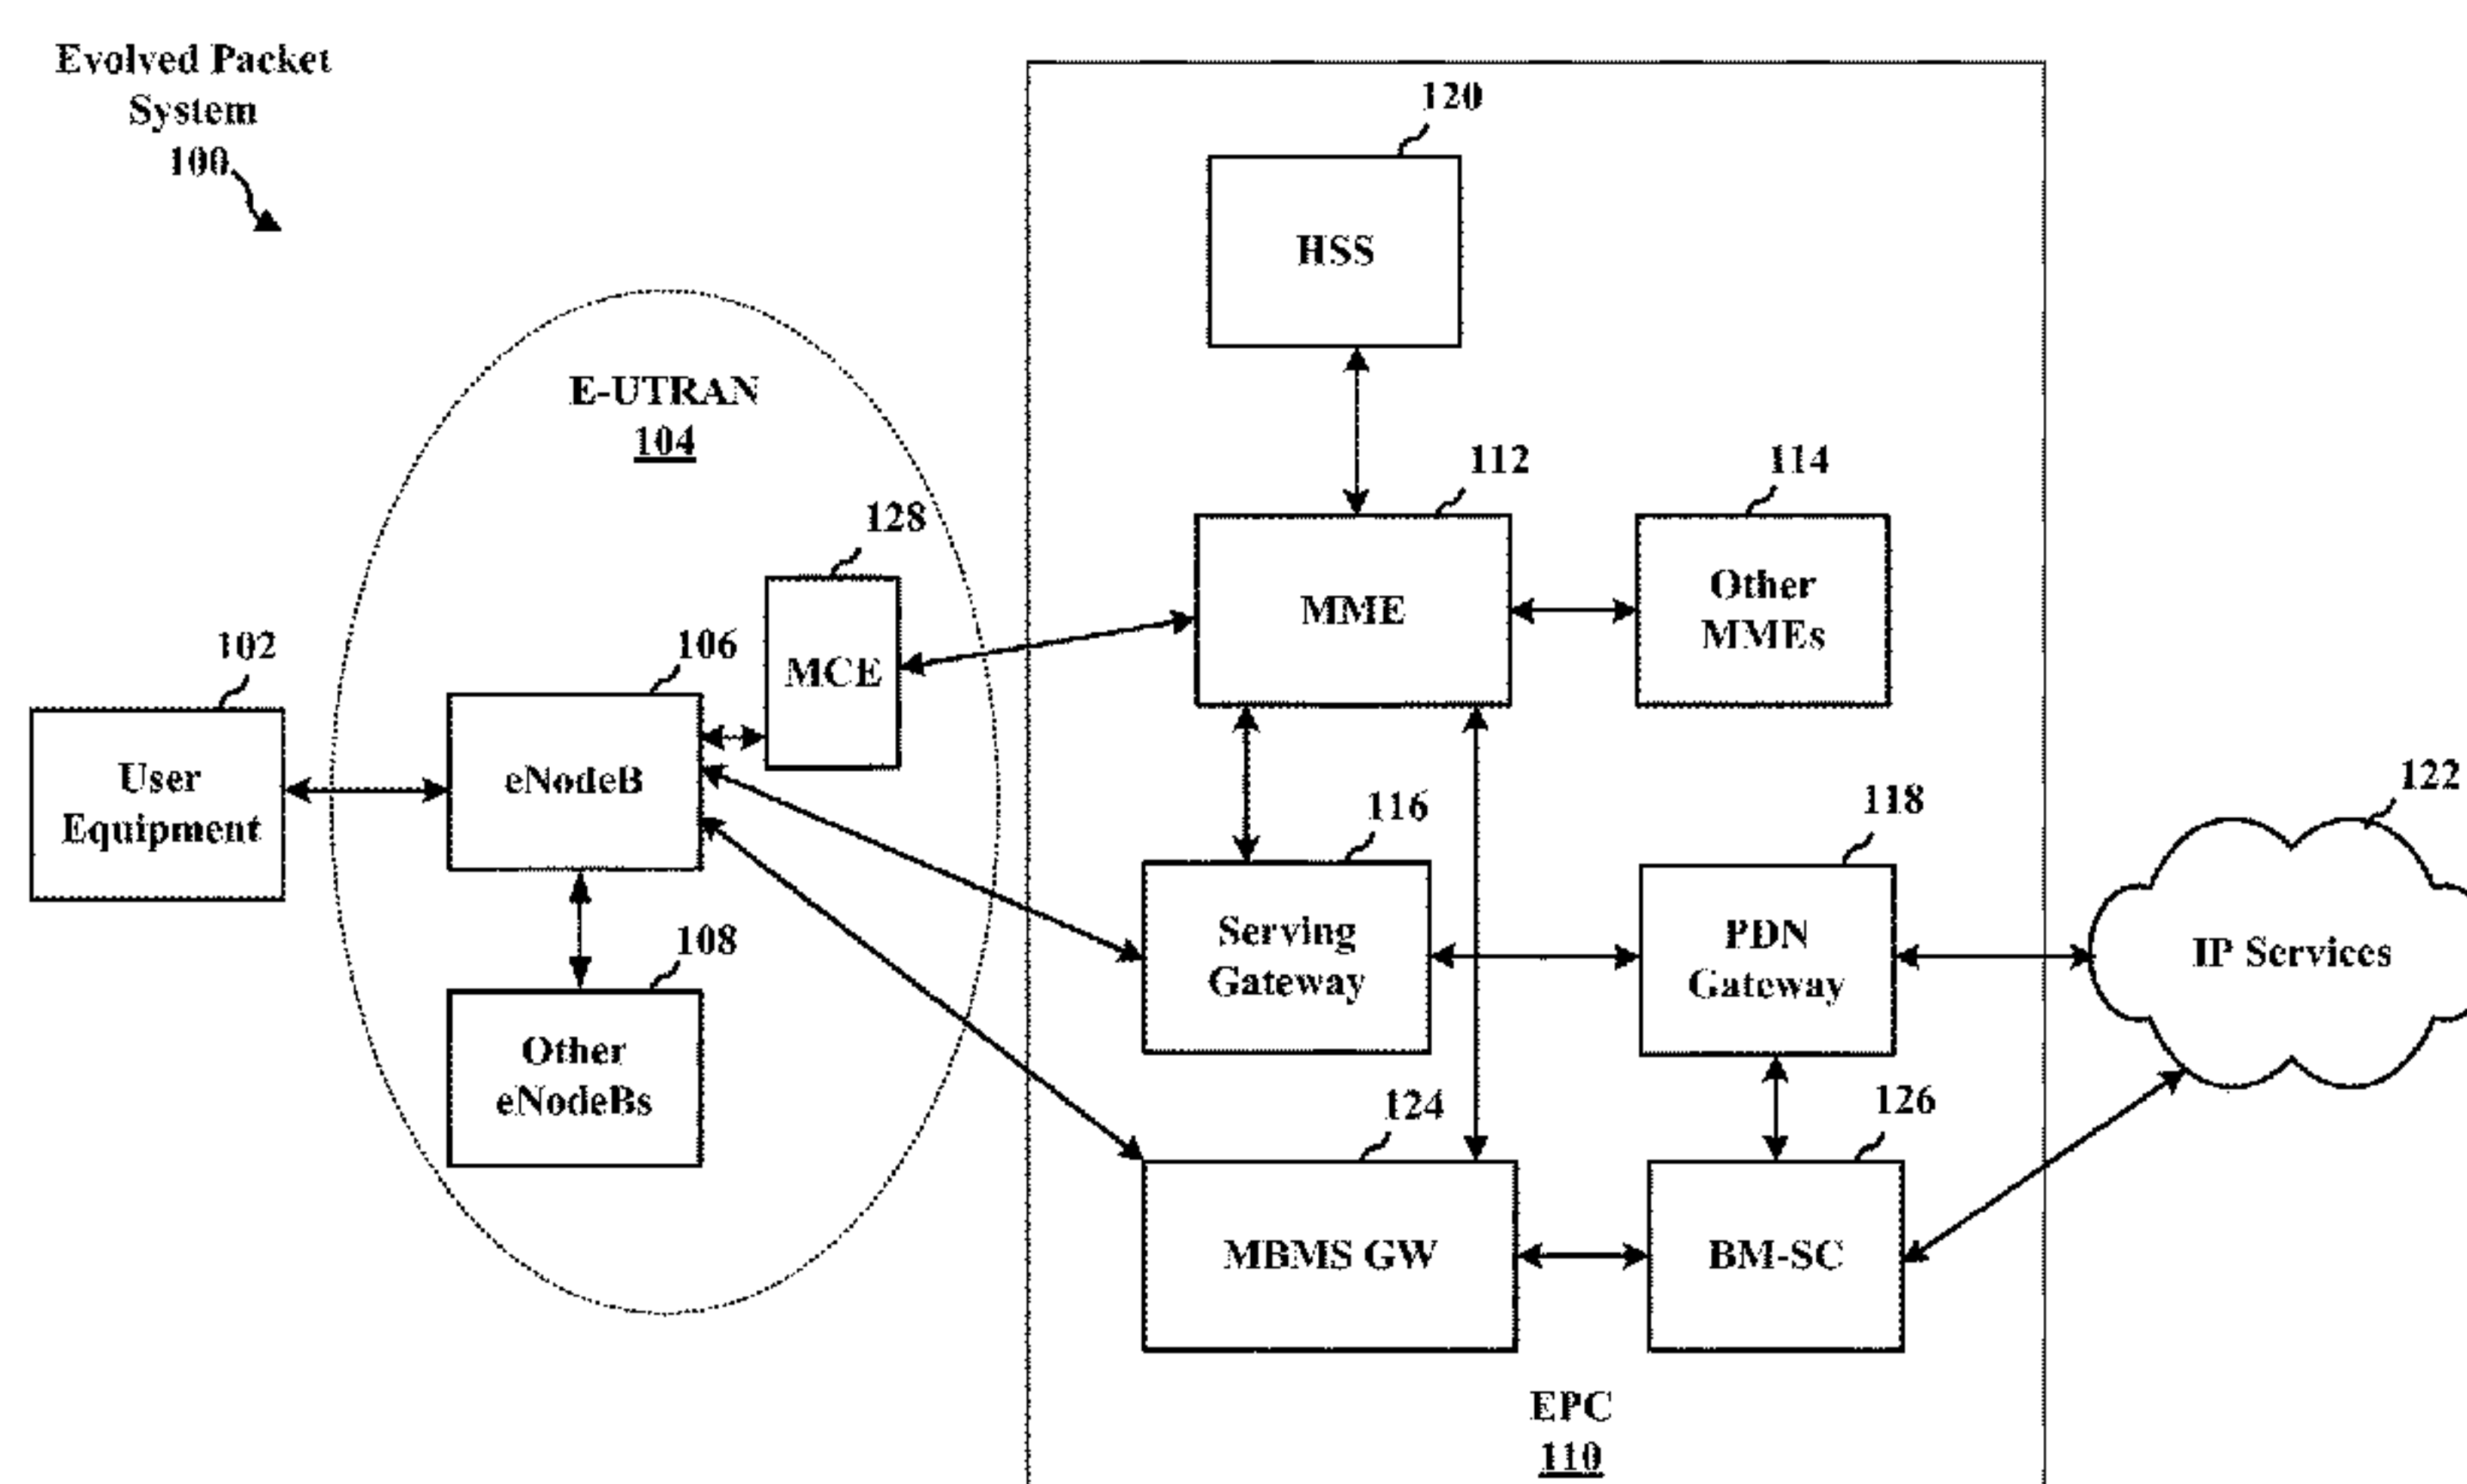 Evolved Packet
System
100
120
HSS
E-UTRAN
104
112
114
128
MME
Other
MMEs
102
106
MCE
User
Equipment
eNodeB
116
118
122
108
Serving
Gateway
PDN
Gateway
IP Services
Other
eNodeBs
124
126
MBMS GW
BM-SC
EPC
110